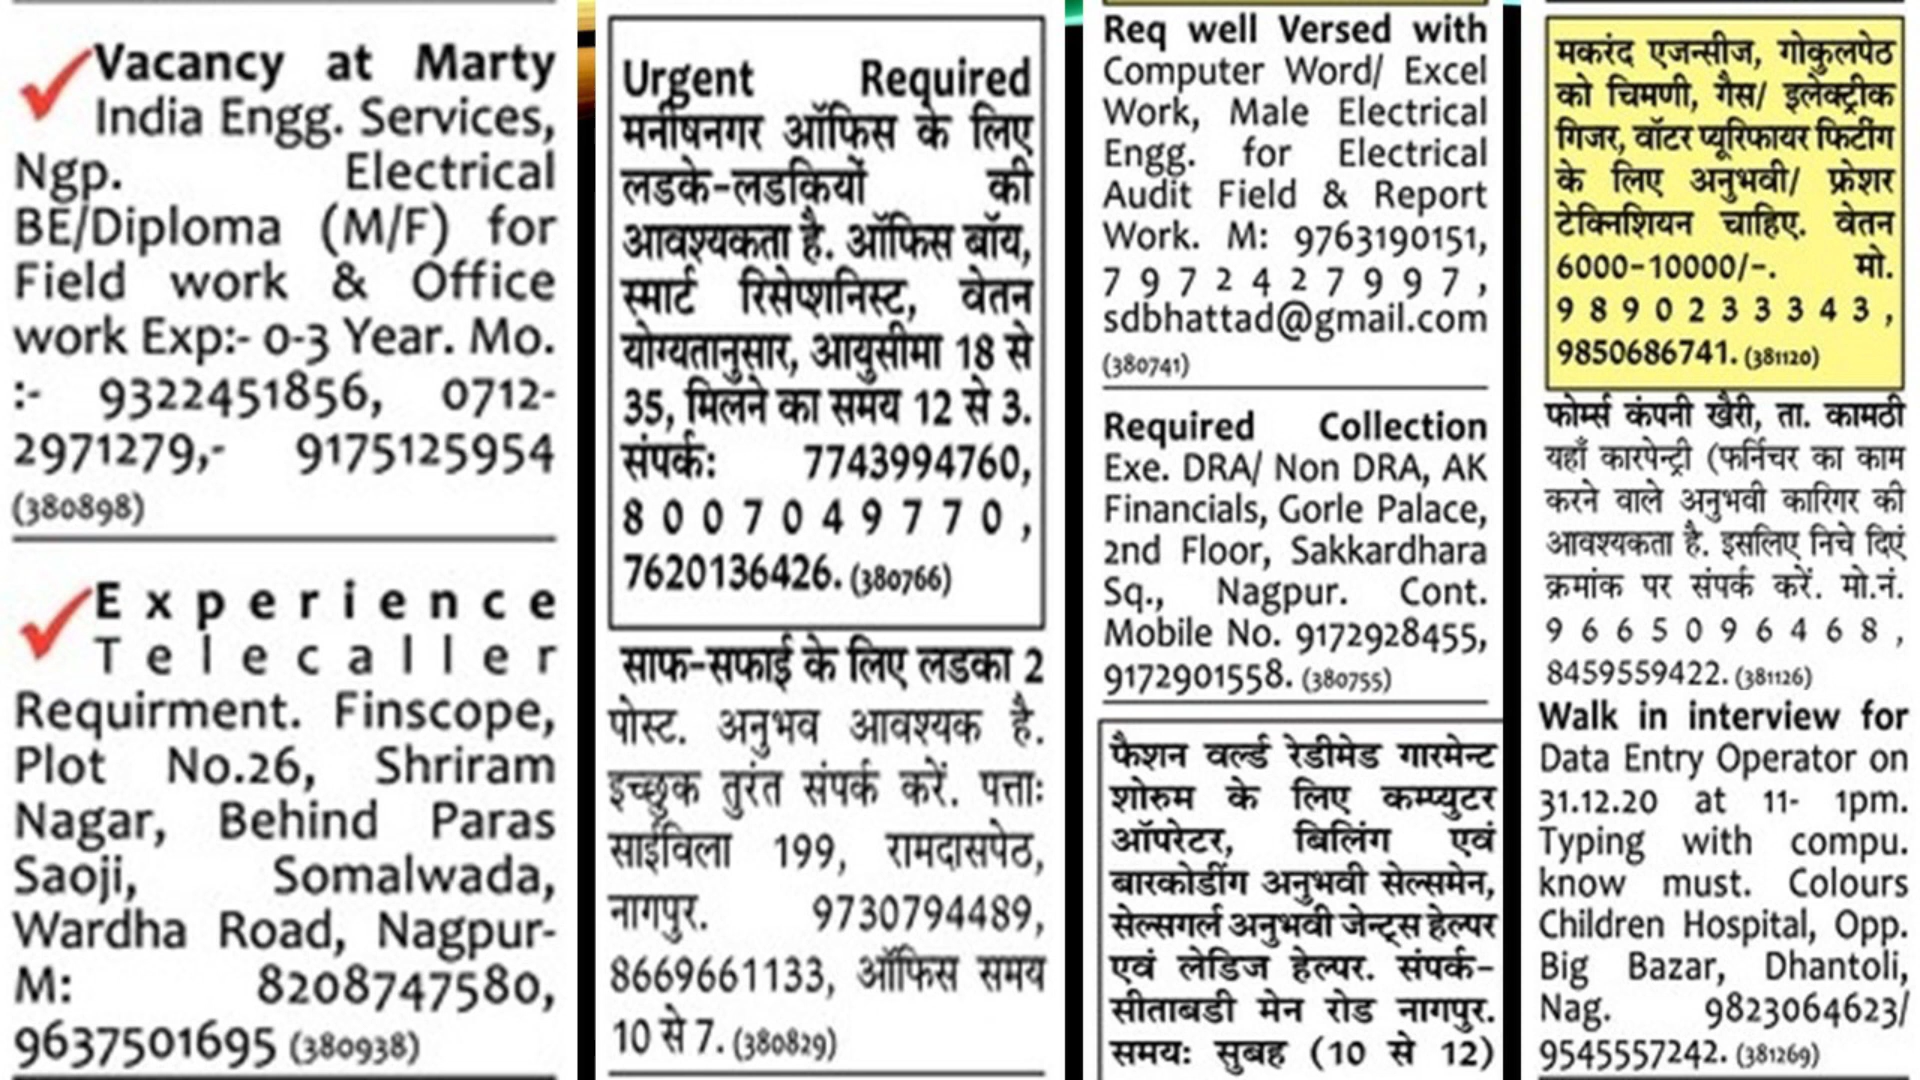 Vacancy at Marty
India Engg. Services,
Ngp. Electrical
BE/Diploma (M/F) for
Field work & Office
work Exp:- 0-3 Year. Mo.
:- 9322451856, 0712-
2971279,- 9175125954
(380898)
Experience
Telecaller
Requirment. Finscope,
Plot No.26, Shriram
Nagar, Behind Paras
Saoji, Somalwada,
Wardha Road, Nagpur-
M: 8208747580,
9637501695 (380938)
Urgent Required
मनीषनगर ऑफिस के लिए
लडके-लडकियों की
आवश्यकता है. ऑफिस बॉय,
स्मार्ट रिसेप्शनिस्ट, वेतन
योग्यतानुसार, आयुसीमा 18 से
35, मिलने का समय 12 से 3.
संपर्क: 7743994760,
8007049770,
7620136426. (380766)
साफ-सफाई के लिए लडका 2
पोस्ट. अनुभव आवश्यक है.
इच्छुक तुरंत संपर्क करें. पत्ताः
साईविला 199, रामदासपेठ,
नागपुर. 9730794489,
8669661133, ऑफिस समय
10 से 7. (380829)
Req well Versed with
Computer Word/ Excel
Work, Male Electrical
Engg. for Electrical
Audit Field & Report
Work. M: 9763190151,
7972427997,
sdbhattad@gmail.com
(380741)
Required Collection
Exe. DRA/ Non DRA, AK
Financials, Gorle Palace,
2nd Floor, Sakkardhara
Sq., Nagpur. Cont.
Mobile No. 9172928455,
9172901558. (380755)
फैशन वर्ल्ड रेडीमेड गारमेन्ट
शोरुम के लिए कम्प्युटर
ऑपरेटर, बिलिंग एवं
बारकोडींग अनुभवी सेल्समेन,
सेल्सगर्ल अनुभवी जेन्ट्स हेल्पर
एवं लेडिज हेल्पर. संपर्क-
सीताबडी मेन रोड नागपुर.
समय: सुबह (10 से 12)
मकरंद एजन्सीज, गोकुलपेठ
को चिमणी, गैस/ इलेक्ट्रीक
गिजर, वॉटर प्यूरिफायर फिटींग
के लिए अनुभवी/ फ्रेशर
टेक्निशियन चाहिए. वेतन
6000-10000/-. मो.
9890233343,
9850686741. (381120)
फोर्म्स कंपनी खैरी, ता. कामठी
यहाँ कारपेन्ट्री (फर्निचर का काम
करने वाले अनुभवी कारिगर की
आवश्यकता है. इसलिए निचे दिएं
क्रमांक पर संपर्क करें. मो.नं.
9665096468,
8459559422. (381126)
Walk in interview for
Data Entry Operator on
31.12.20 at 11- 1pm.
Typing with compu.
know must. Colours
Children Hospital, Opp.
Big Bazar, Dhantoli,
Nag. 9823064623/
9545557242. (381269)